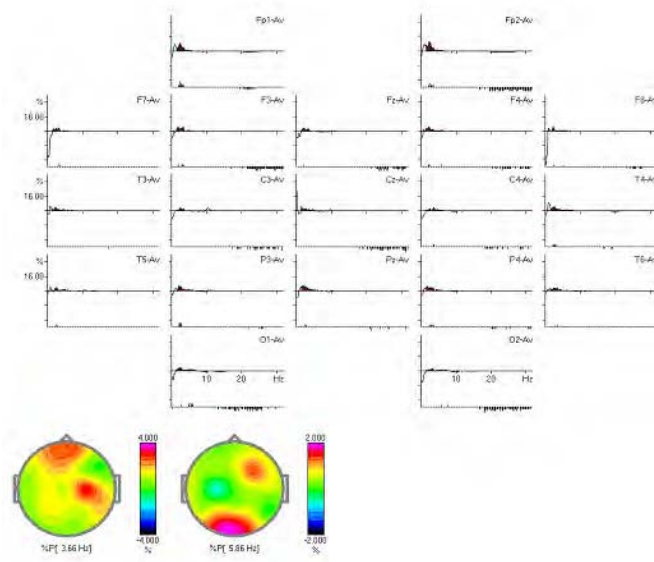 Fp1-Av Fp2-Av
% F7-Av F3-Av Fz-Av F4-Av F8-Av
16.00
% T3-Av C3-Av Cz-Av C4-Av T4-Av
16.00
% T5-Av P3-Av Pz-Av P4-Av T6-Av
16.00
O1-Av O2-Av
10 20 Hz Hz 10 20
4.000 2.000
-4.000 -2.000
%P[ 3.66 Hz] % %P[ 5.86 Hz] %